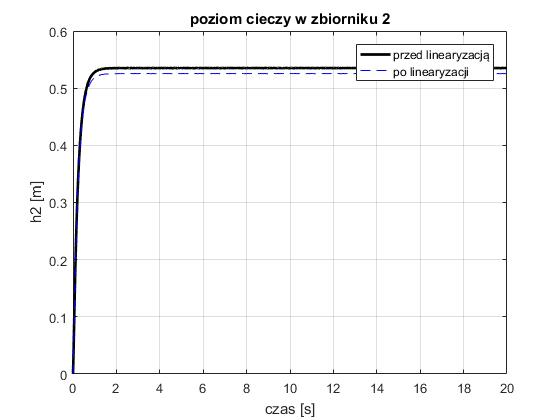 poziom cieczy w zbiorniku 2
przed linearyzacją
po linearyzacji
0.6
0.5
0.4
0.3
0.2
0.1
0
h2 [m]
0 2 4 6 8 10 12 14 16 18 20
czas [s]